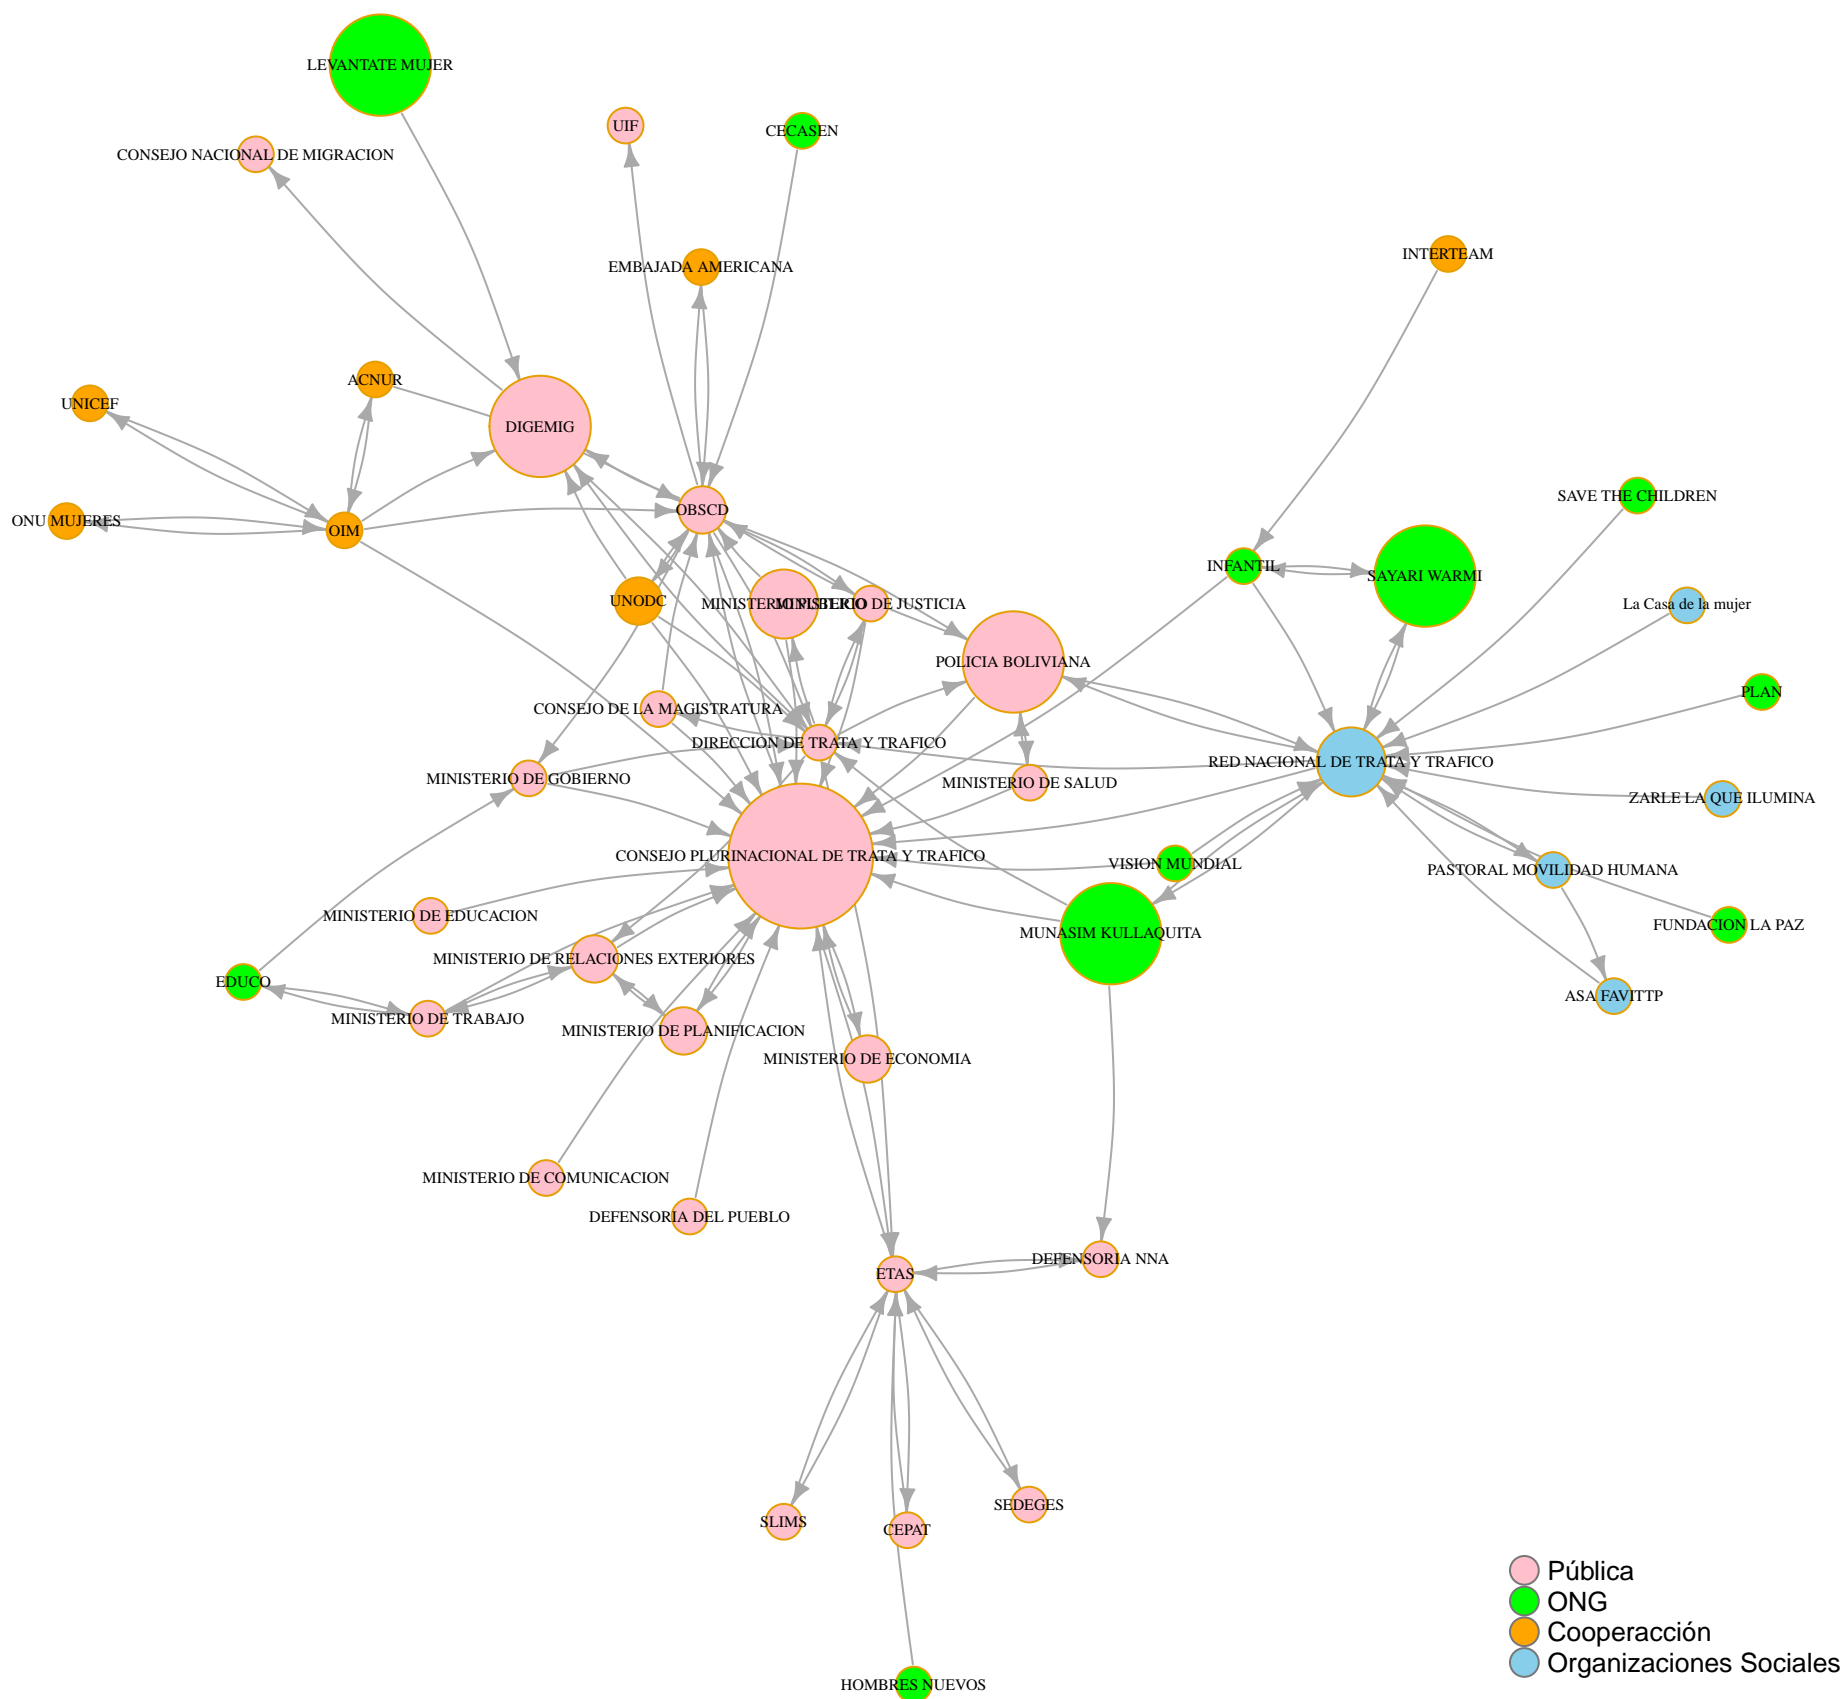 LEVANTATE MUJER
UIF
CECASEN
CONSEJO NACIONAL DE MIGRACION
INTERTEAM
EMBAJADA AMERICANA
ACNUR
UNICEF
DIGEMIG
SAVE THE CHILDREN
OBSCD
ONU MUJERES
OIM
INFANTIL
SAYARI WARMI
UNODC
MINISTERIO PUBLICO
MINISTERIO DE JUSTICIA
La Casa de la mujer
POLICIA BOLIVIANA
PLAN
CONSEJO DE LA MAGISTRATURA
DIRECCION DE TRATA Y TRAFICO
RED NACIONAL DE TRATA Y TRAFICO
MINISTERIO DE GOBIERNO
MINISTERIO DE SALUD
ZARLE LA QUE ILUMINA
CONSEJO PLURINACIONAL DE TRATA Y TRAFICO
VISION MUNDIAL
PASTORAL MOVILIDAD HUMANA
MINISTERIO DE EDUCACION
FUNDACION LA PAZ
MUNASIM KULLAQUITA
MINISTERIO DE RELACIONES EXTERIORES
EDUCO
ASA FAVITTP
MINISTERIO DE TRABAJO
MINISTERIO DE PLANIFICACION
MINISTERIO DE ECONOMIA
MINISTERIO DE COMUNICACION
DEFENSORIA DEL PUEBLO
DEFENSORIA NNA
ETAS
SEDEGES
SLIMS
CEPAT
Pública
ONG
Cooperacción
Organizaciones Sociales
HOMBRES NUEVOS